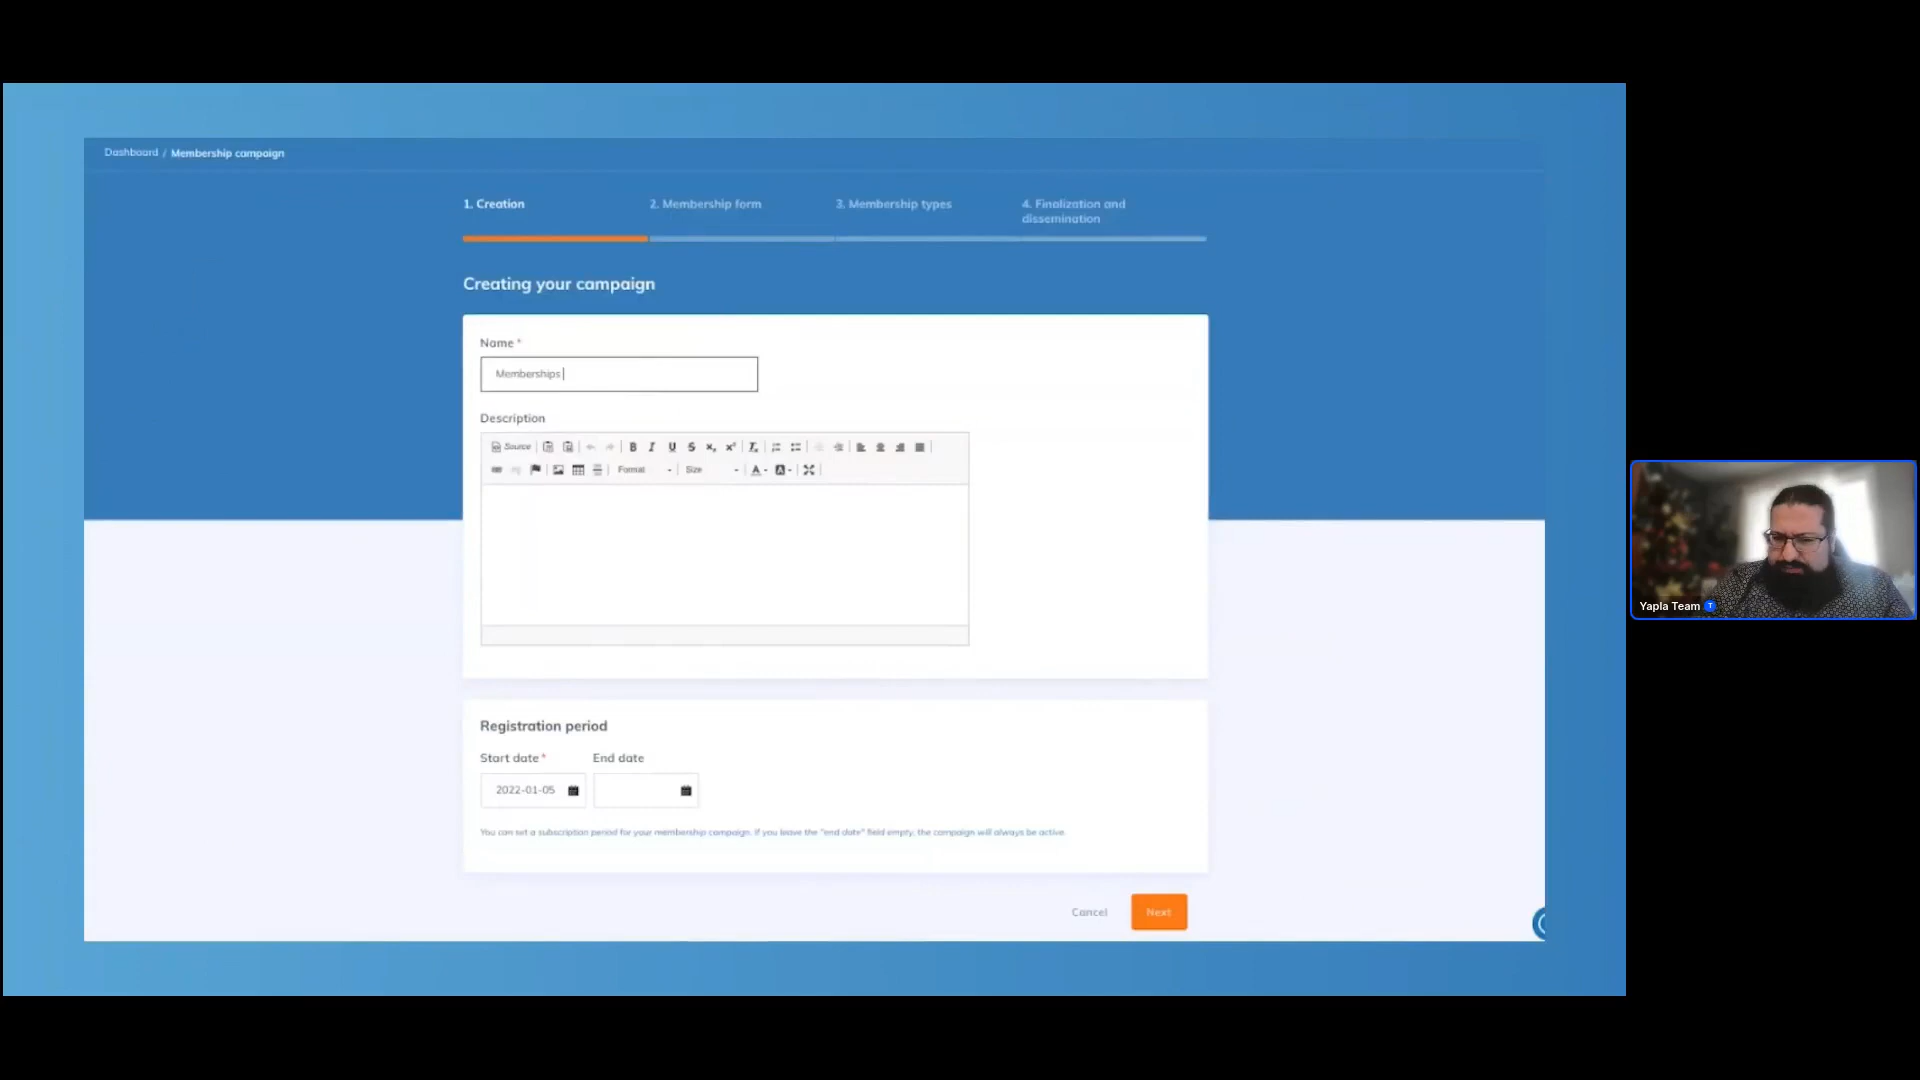 Dashboard / Membership campaign
1. Creation
2. Membership form
3. Membership types
4. Finalization and
dissemination
Creating your campaign
Name *
Memberships
Description
Source
B I U S x₂ x² Tx
Format
Size
A A
Registration period
Start date *
End date
2022-01-05
You can set a subscription period for your membership campaign. If you leave the "end date" field empty, the campaign will always be active.
Cancel
Next
Yapla Team T